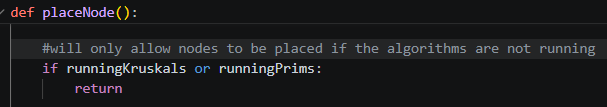 def placeNode():
#will only allow nodes to be placed if the algorithms are not running
if runningKruskals or runningPrims:
return